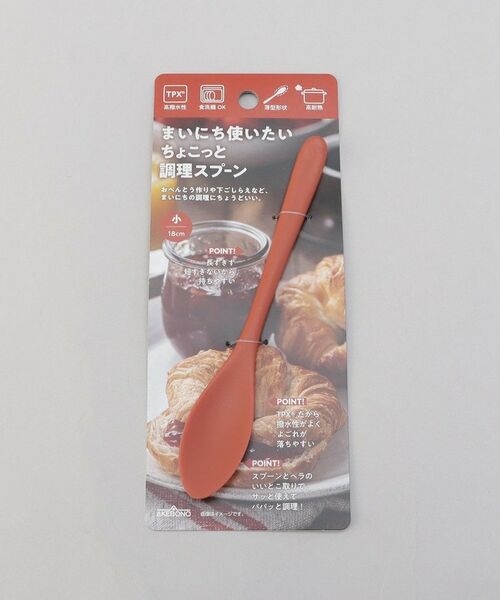 TPX®
高撥水性
食洗機 OK
薄型形状
高耐熱
まいにち使いたい
ちょこっと
調理スプーン
おべんとう作りや下ごしらえなど、
まいにちの調理にちょうどいい。
小
18cm
POINT!
長すぎず
短すぎないから
持ちやすい
POINT!
TPX®だから
撥水性がよく
よごれが
落ちやすい
POINT!
スプーンとヘラの
いいとこ取りで
サッと使えて
パパッと調理!
AKEBONO
画像はイメージです。